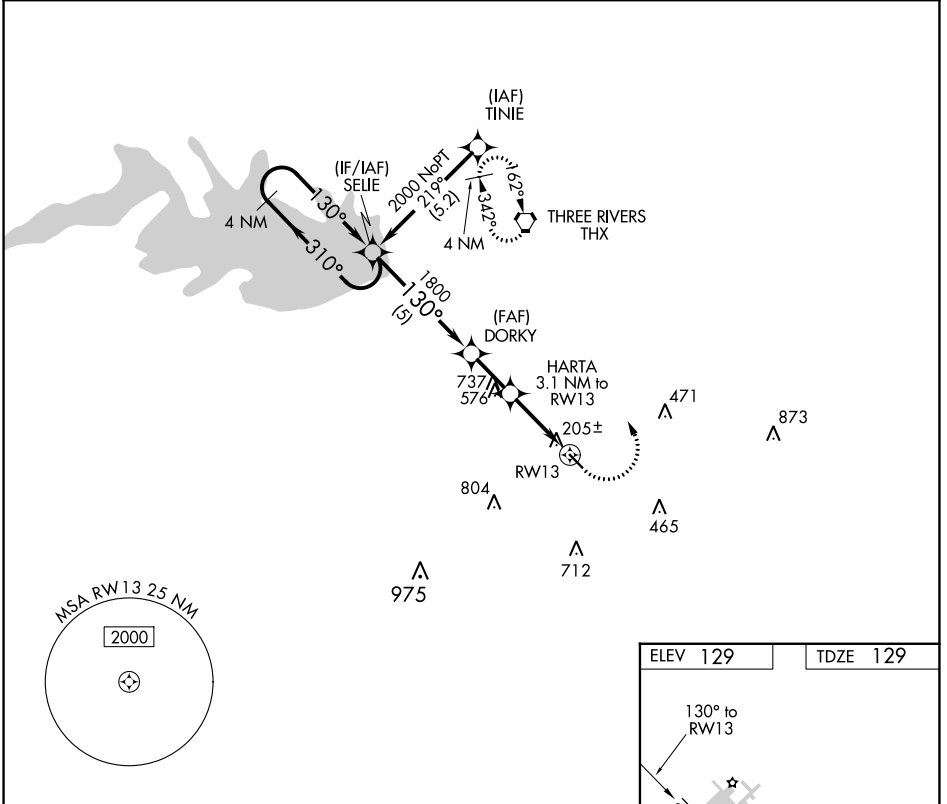 (IAF)
TINIE
(IF/IAF)
SELIE
2000 NoPT
219°
(5.2)
162°
342°
4 NM
THREE RIVERS
THX
4 NM
130°
310°
1800
130°
(5)
(FAF)
DORKY
HARTA
3.1 NM to
RW13
737
576
205±
RW13
471
873
804
465
712
975
MSA RW13 25 NM
2000
ELEV 129
TDZE 129
130° to
RW13